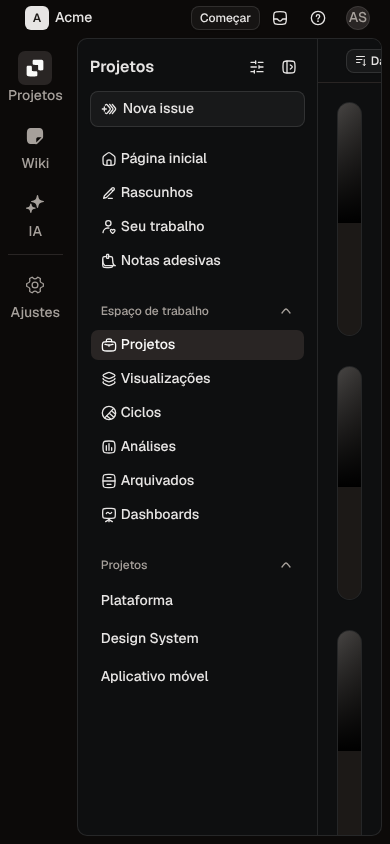 A Acme
Começar
AS
Projetos
Wiki
IA
Ajustes
Projetos
Nova issue
Página inicial
Rascunhos
Seu trabalho
Notas adesivas
Espaço de trabalho
Projetos
Visualizações
Ciclos
Análises
Arquivados
Dashboards
Projetos
Plataforma
Design System
Aplicativo móvel